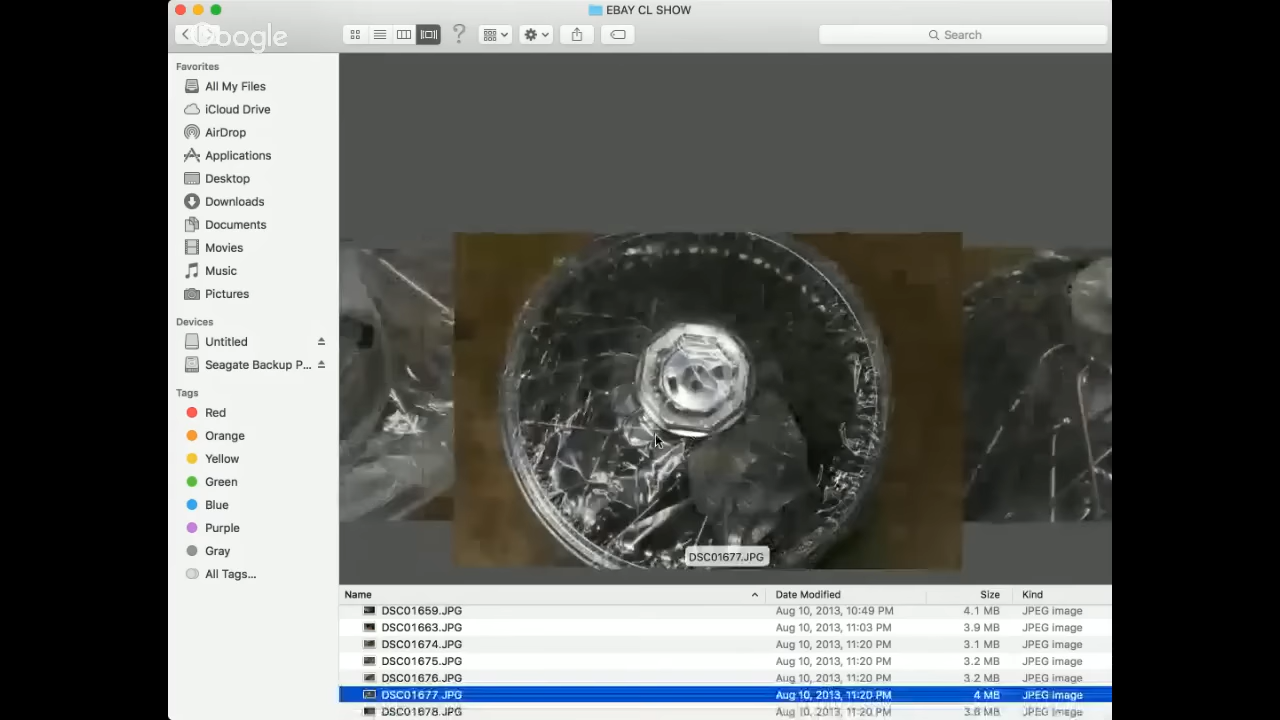 EBAY CL SHOW
Google
Search
Favorites
All My Files
iCloud Drive
AirDrop
Applications
Desktop
Downloads
Documents
Movies
Music
Pictures
Devices
Untitled
Seagate Backup P...
Tags
Red
Orange
Yellow
Green
Blue
Purple
Gray
All Tags...
DSC01677.JPG
Name Date Modified Size Kind
DSC01659.JPG Aug 10, 2013, 10:49 PM 4.1 MB JPEG image
DSC01663.JPG Aug 10, 2013, 11:03 PM 3.9 MB JPEG image
DSC01674.JPG Aug 10, 2013, 11:20 PM 3.1 MB JPEG image
DSC01675.JPG Aug 10, 2013, 11:20 PM 3.2 MB JPEG image
DSC01676.JPG Aug 10, 2013, 11:20 PM 3.2 MB JPEG image
DSC01677.JPG Aug 10, 2013, 11:20 PM 4 MB JPEG image
DSC01678.JPG Aug 10, 2013, 11:20 PM 3.8 MB JPEG image